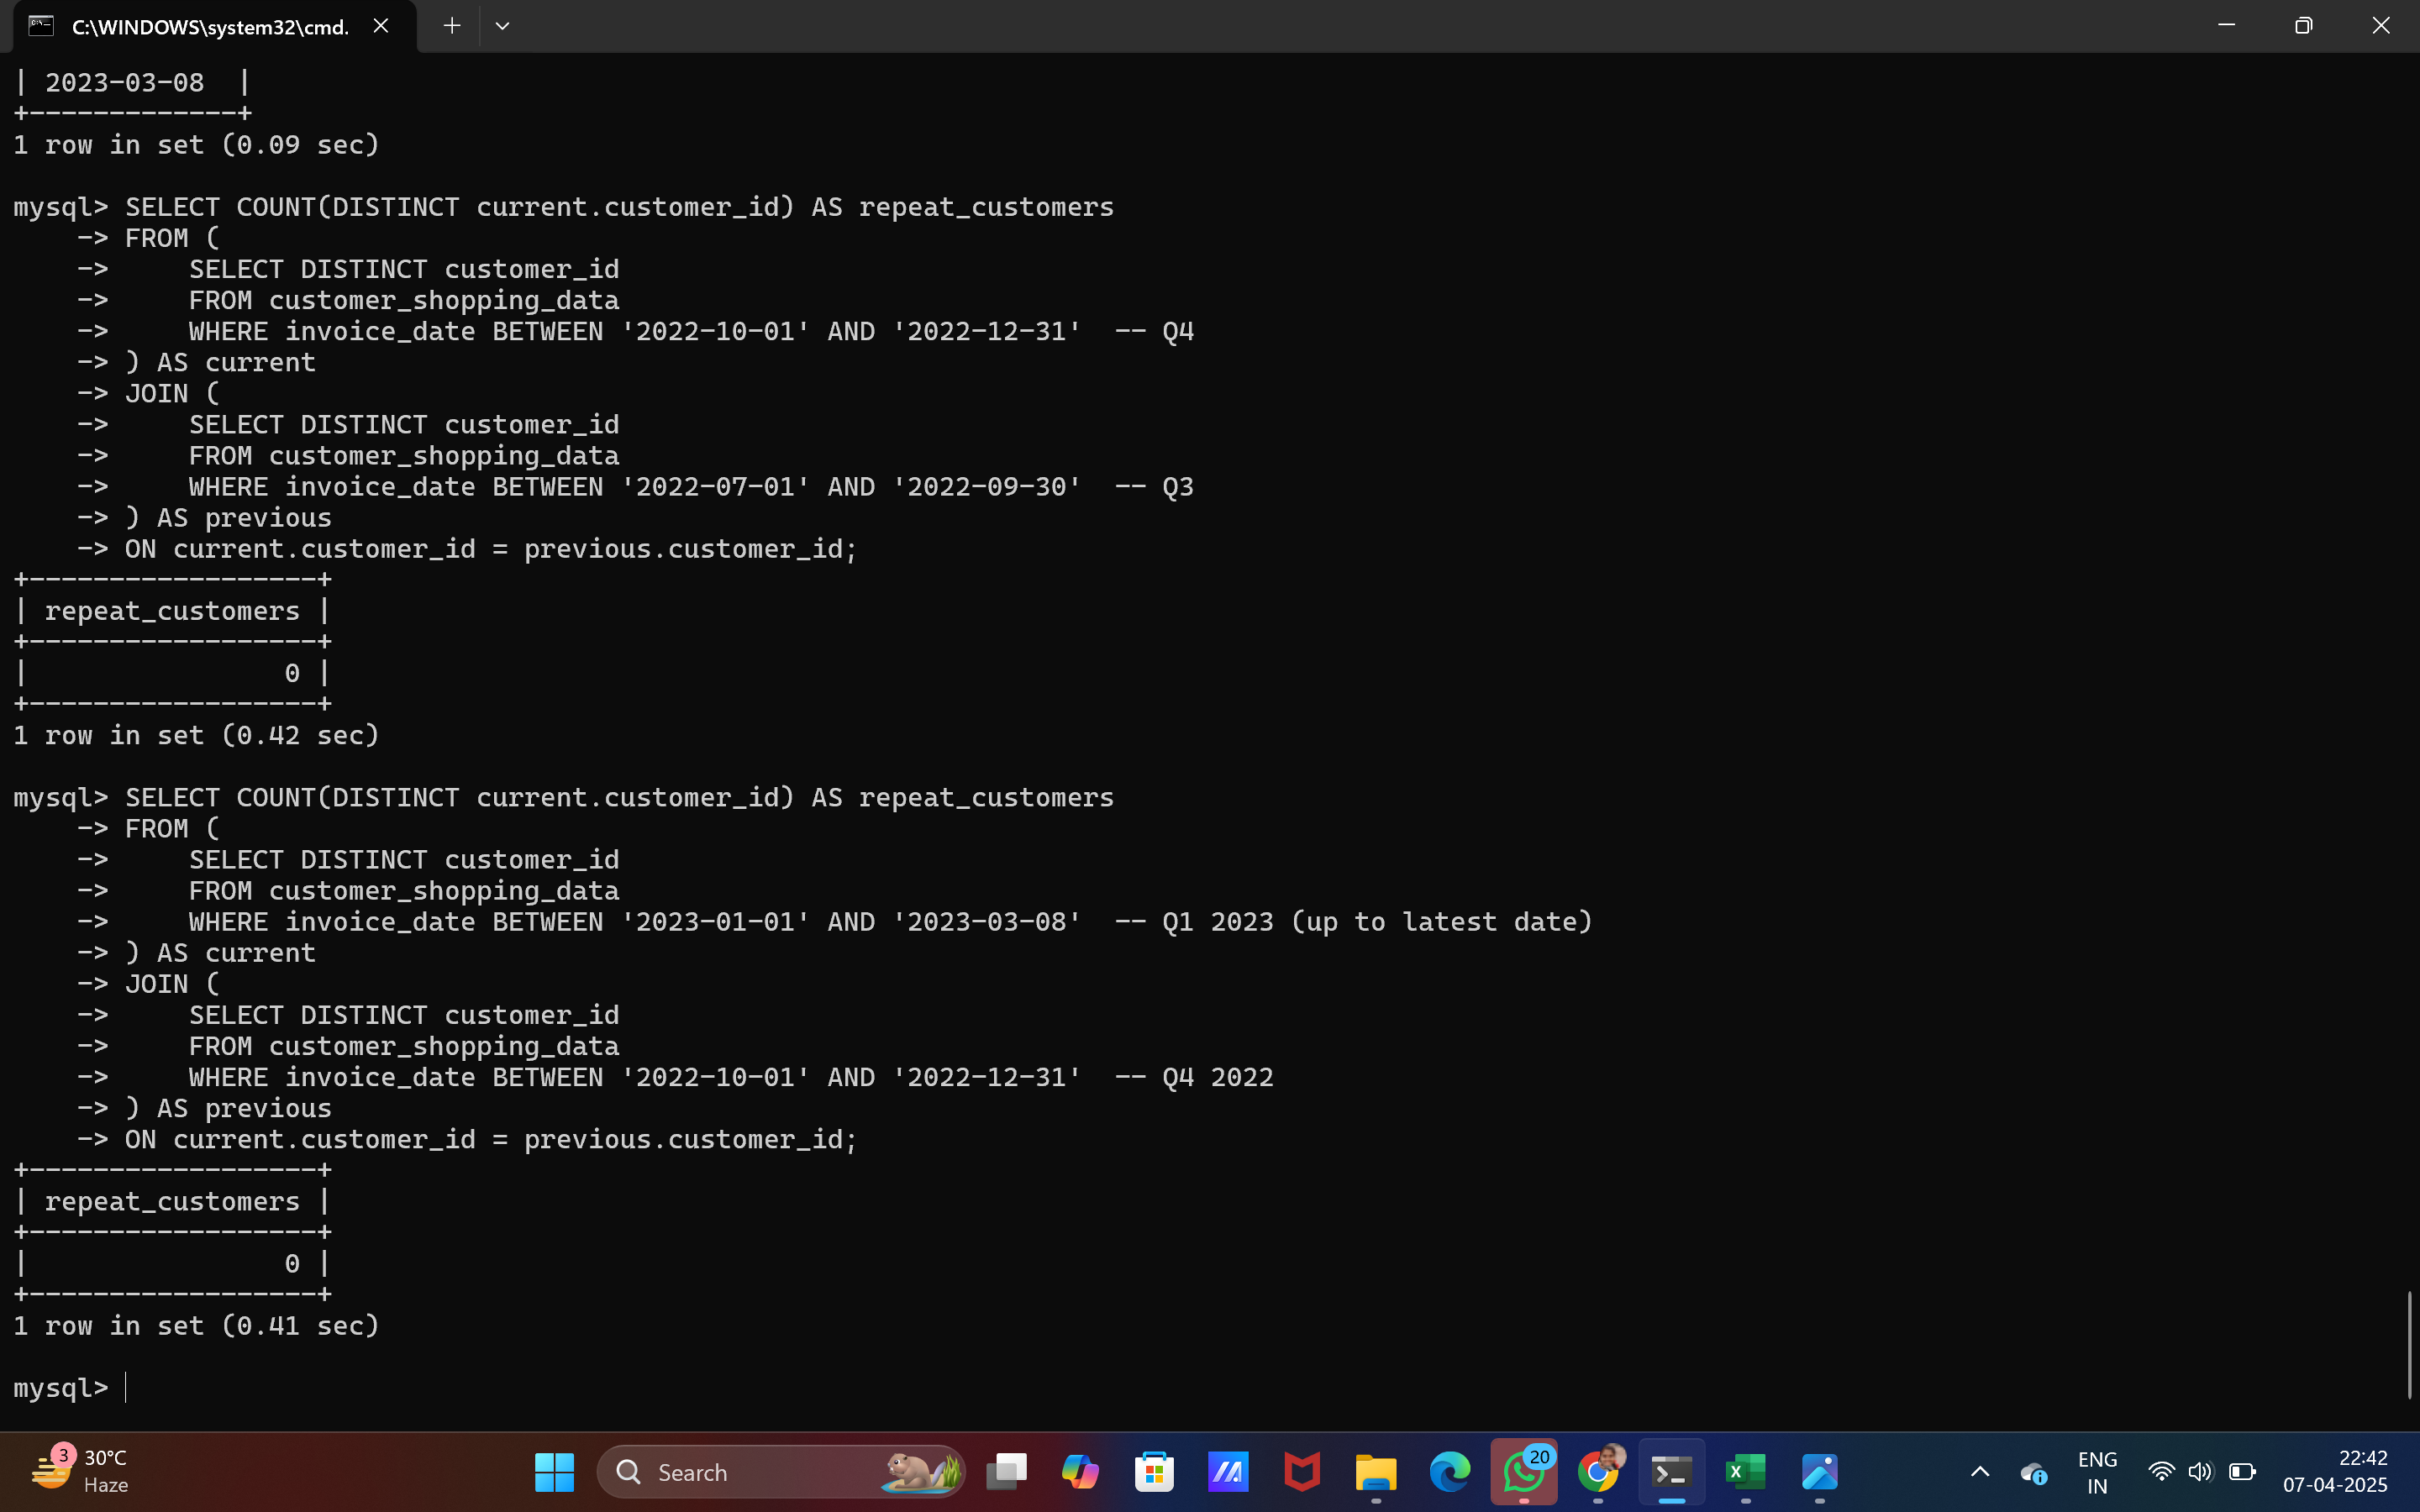 C:\WINDOWS\system32\cmd.
| 2023-03-08  |
+-------------+
1 row in set (0.09 sec)
mysql> SELECT COUNT(DISTINCT current.customer_id) AS repeat_customers
    -> FROM (
    ->     SELECT DISTINCT customer_id
    ->     FROM customer_shopping_data
    ->     WHERE invoice_date BETWEEN '2022-10-01' AND '2022-12-31'  -- Q4
    -> ) AS current
    -> JOIN (
    ->     SELECT DISTINCT customer_id
    ->     FROM customer_shopping_data
    ->     WHERE invoice_date BETWEEN '2022-07-01' AND '2022-09-30'  -- Q3
    -> ) AS previous
    -> ON current.customer_id = previous.customer_id;
+------------------+
| repeat_customers |
+------------------+
|                0 |
+------------------+
1 row in set (0.42 sec)
mysql> SELECT COUNT(DISTINCT current.customer_id) AS repeat_customers
    -> FROM (
    ->     SELECT DISTINCT customer_id
    ->     FROM customer_shopping_data
    ->     WHERE invoice_date BETWEEN '2023-01-01' AND '2023-03-08'  -- Q1 2023 (up to latest date)
    -> ) AS current
    -> JOIN (
    ->     SELECT DISTINCT customer_id
    ->     FROM customer_shopping_data
    ->     WHERE invoice_date BETWEEN '2022-10-01' AND '2022-12-31'  -- Q4 2022
    -> ) AS previous
    -> ON current.customer_id = previous.customer_id;
+------------------+
| repeat_customers |
+------------------+
|                0 |
+------------------+
1 row in set (0.41 sec)
mysql>
3
30°C
Haze
Search
20
ENG
IN
22:42
07-04-2025